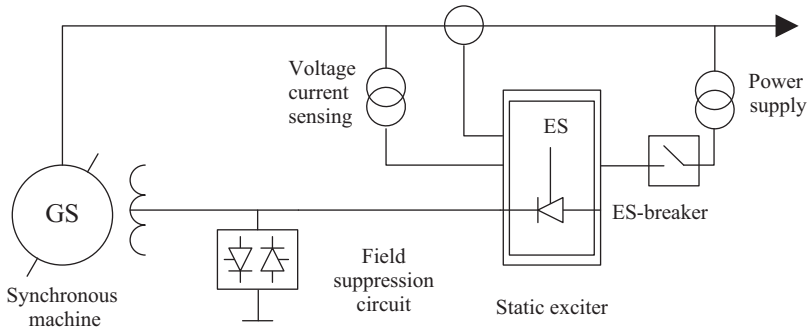 Voltage
current
sensing
Power
supply
ES
GS
ES-breaker
Synchronous
machine
Field
suppression
circuit
Static exciter